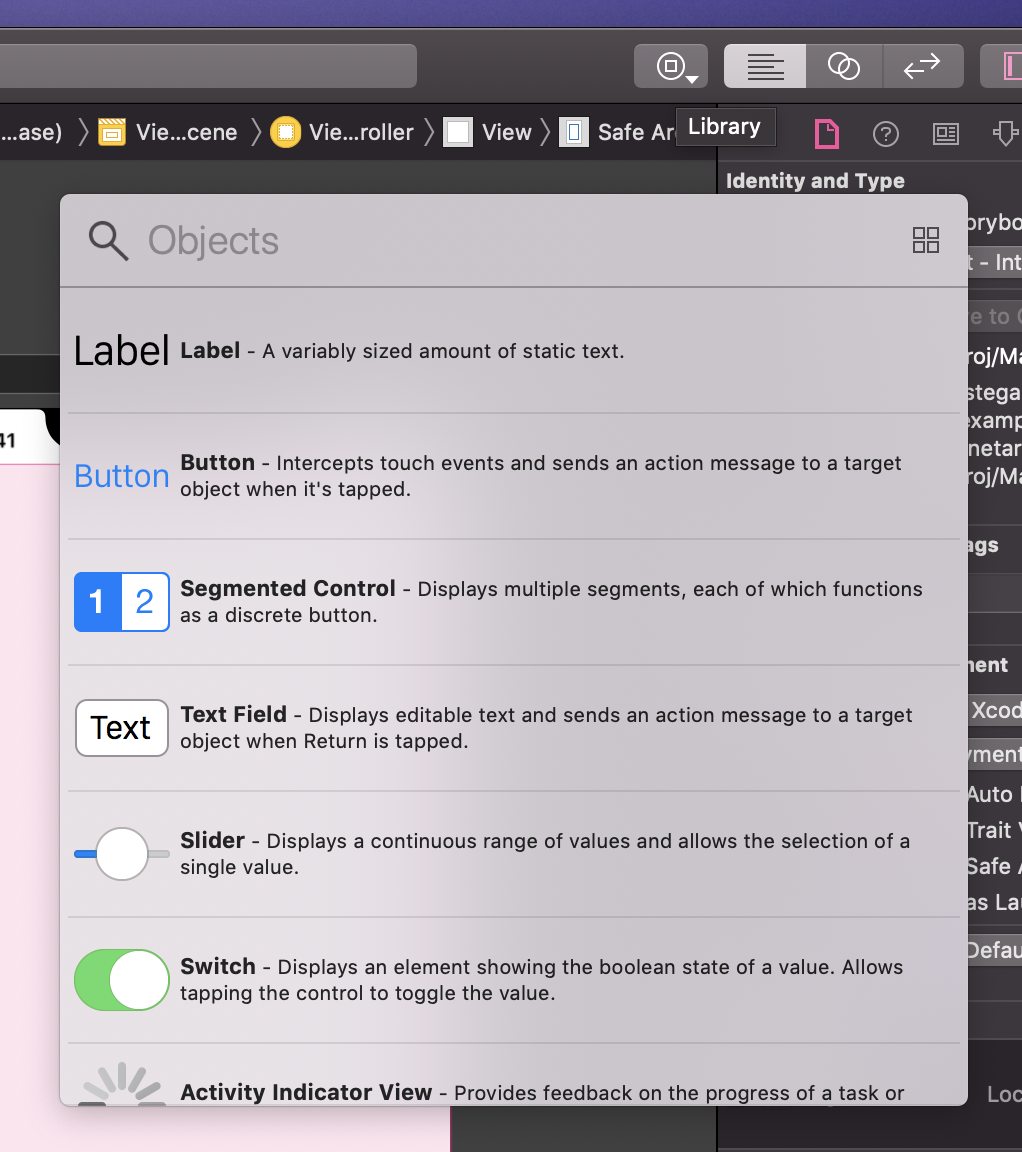 ...ase) Vie...cene Vie...roller View Safe Ar
Library
Identity and Type
Objects
Label Label - A variably sized amount of static text.
Button Button - Intercepts touch events and sends an action message to a target
object when it's tapped.
1 2 Segmented Control - Displays multiple segments, each of which functions
as a discrete button.
Text Text Field - Displays editable text and sends an action message to a target
object when Return is tapped.
Slider - Displays a continuous range of values and allows the selection of a
single value.
Switch - Displays an element showing the boolean state of a value. Allows
tapping the control to toggle the value.
Activity Indicator View - Provides feedback on the progress of a task or
41
orybo
t - Int
e to
roj/Ma
stega
examp
netar
roj/Ma
ags
ment
Xcod
yment
Auto
Trait
Safe
as Lau
Defau
Loc